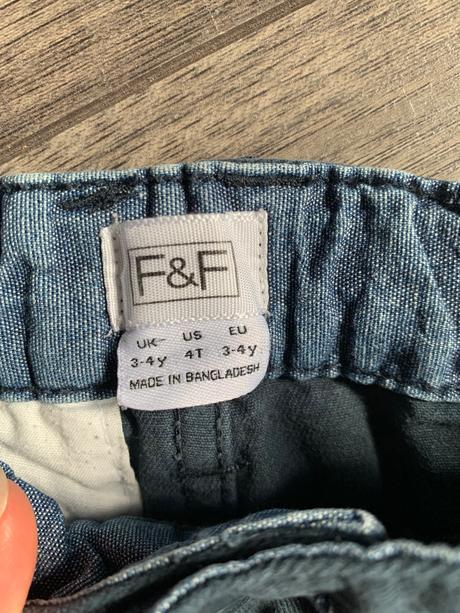 F&F
UK US EU
3-4y 4T 3-4y
MADE IN BANGLADESH